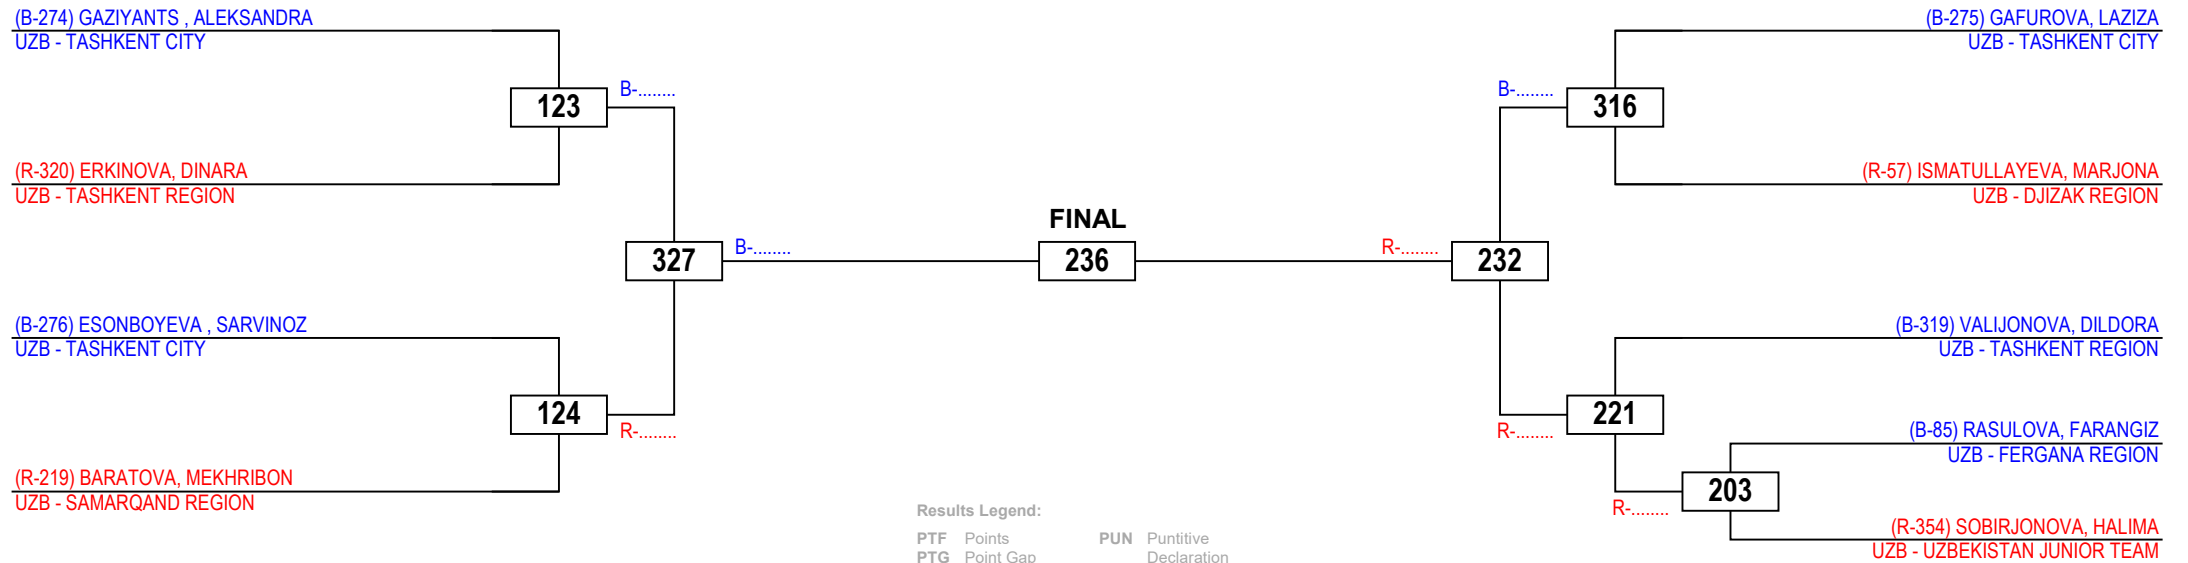 (B-274) GAZIYANTS , ALEKSANDRA
UZB - TASHKENT CITY
(R-320) ERKINOVA, DINARA
UZB - TASHKENT REGION
(B-276) ESONBOYEVA , SARVINOZ
UZB - TASHKENT CITY
(R-219) BARATOVA, MEKHRIBON
UZB - SAMARQAND REGION
123
B-........
124
R-........
327
B-........
FINAL
236
R-........
232
B-........
316
R-........
221
R-........
203
(B-275) GAFUROVA, LAZIZA
UZB - TASHKENT CITY
(R-57) ISMATULLAYEVA, MARJONA
UZB - DJIZAK REGION
(B-319) VALIJONOVA, DILDORA
UZB - TASHKENT REGION
(B-85) RASULOVA, FARANGIZ
UZB - FERGANA REGION
(R-354) SOBIRJONOVA, HALIMA
UZB - UZBEKISTAN JUNIOR TEAM
Results Legend:
PTF Points
PTG Point Gap
PUN Puntitive
Declaration